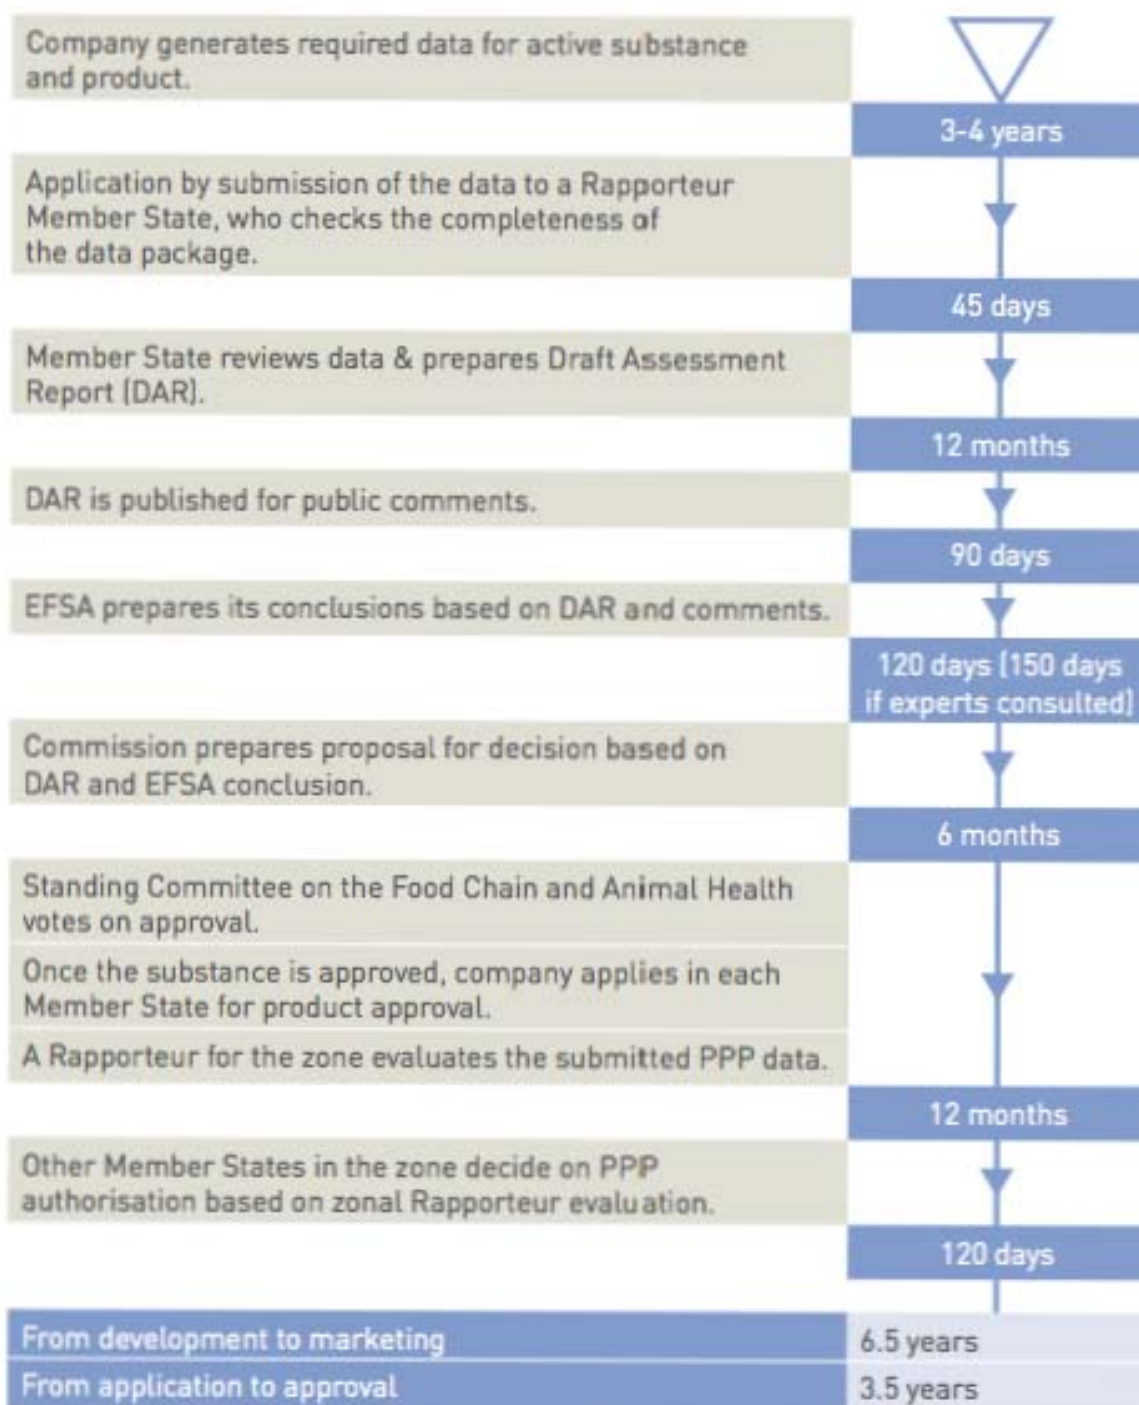 Company generates required data for active substance
and product.
3-4 years
Application by submission of the data to a Rapporteur
Member State, who checks the completeness of
the data package.
45 days
Member State reviews data & prepares Draft Assessment
Report (DAR).
12 months
DAR is published for public comments.
90 days
EFSA prepares its conclusions based on DAR and comments.
120 days (150 days
if experts consulted)
Commission prepares proposal for decision based on
DAR and EFSA conclusion.
6 months
Standing Committee on the Food Chain and Animal Health
votes on approval.
Once the substance is approved, company applies in each
Member State for product approval.
A Rapporteur for the zone evaluates the submitted PPP data.
12 months
Other Member States in the zone decide on PPP
authorisation based on zonal Rapporteur evaluation.
120 days
From development to marketing 6.5 years
From application to approval 3.5 years